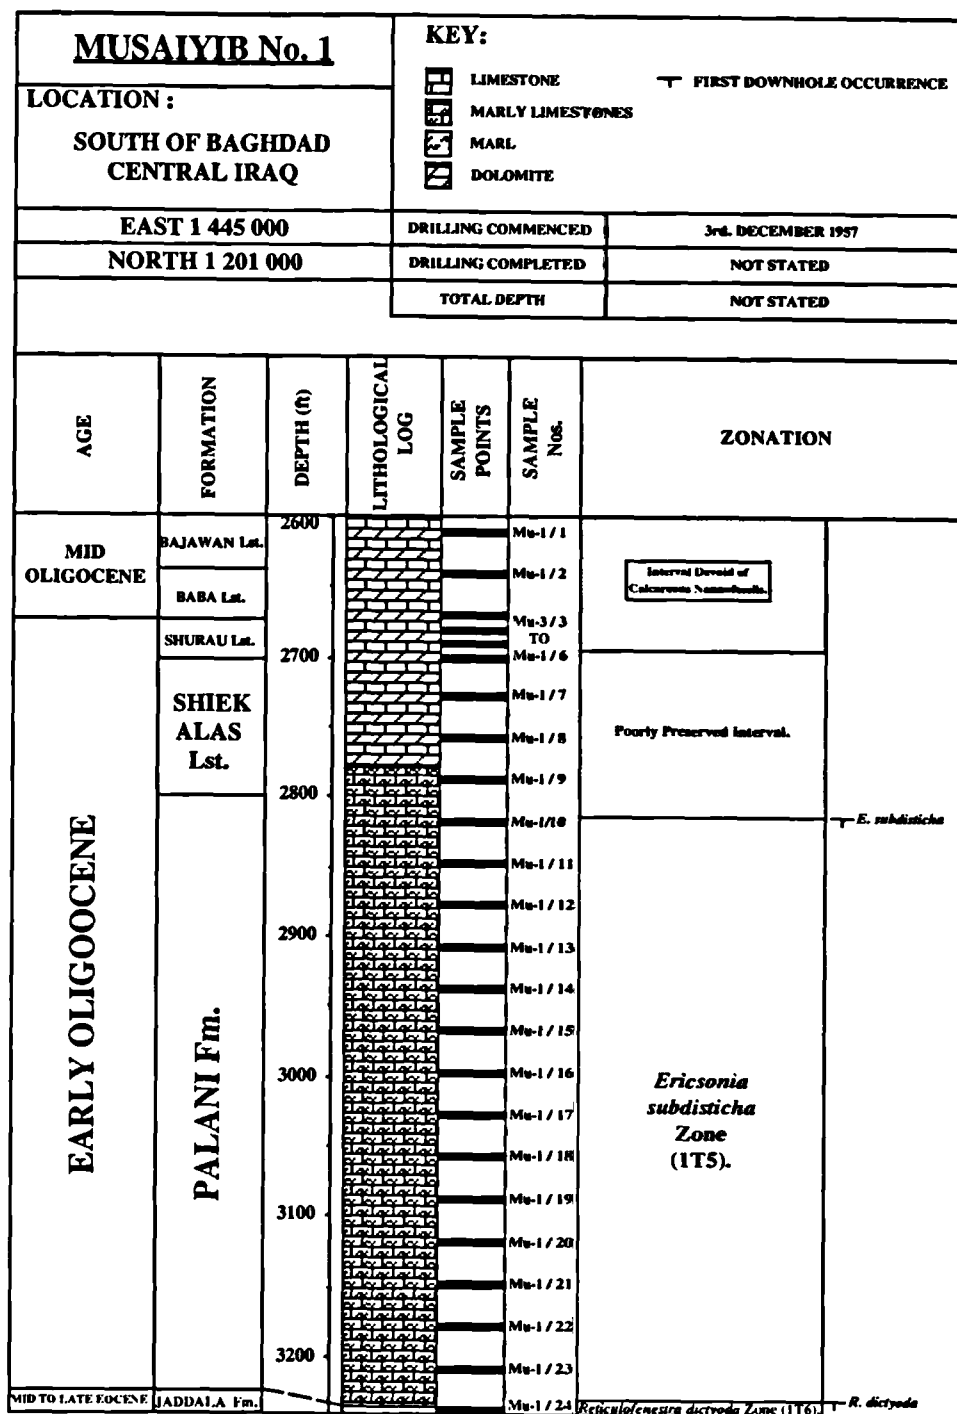 MUSAIYIB No. 1
LOCATION :
SOUTH OF BAGHDAD
CENTRAL IRAQ
KEY:
LIMESTONE
FIRST DOWNHOLE OCCURRENCE
MARLY LIMESTONES
MARL
DOLOMITE
EAST 1 445 000
DRILLING COMMENCED
3rd. DECEMBER 1957
NORTH 1 201 000
DRILLING COMPLETED
NOT STATED
TOTAL DEPTH
NOT STATED
AGE
FORMATION
DEPTH (ft)
LITHOLOGICAL
LOG
SAMPLE
POINTS
SAMPLE
Nos.
ZONATION
MID
OLIGOCENE
EARLY OLIGOOCENE
MID TO LATE EOCENE
BAJAWAN Lst.
BABA Lst.
SHURAU Lst.
SHIEK
ALAS
Lst.
PALANI Fm.
JADDALA Fm.
2600
2700
2800
2900
3000
3100
3200
Mu-1 / 1
Mu-1 / 2
Mu-3 / 3
TO
Mu-1 / 6
Mu-1 / 7
Mu-1 / 8
Mu-1 / 9
Mu-1/10
Mu-1 / 11
Mu-1 / 12
Mu-1 / 13
Mu-1 / 14
Mu-1 / 15
Mu-1 / 16
Mu-1 / 17
Mu-1 / 18
Mu-1 / 19
Mu-1 / 20
Mu-1 / 21
Mu-1 / 22
Mu-1 / 23
Mu-1 / 24
Interval Devoid of
Calcareous Nannofossils.
Poorly Preserved Interval.
E. subdisticha
Ericsonia
subdisticha
Zone
(1T5).
Reticulofenestra dictyoda Zone (1T6).
R. dictyoda